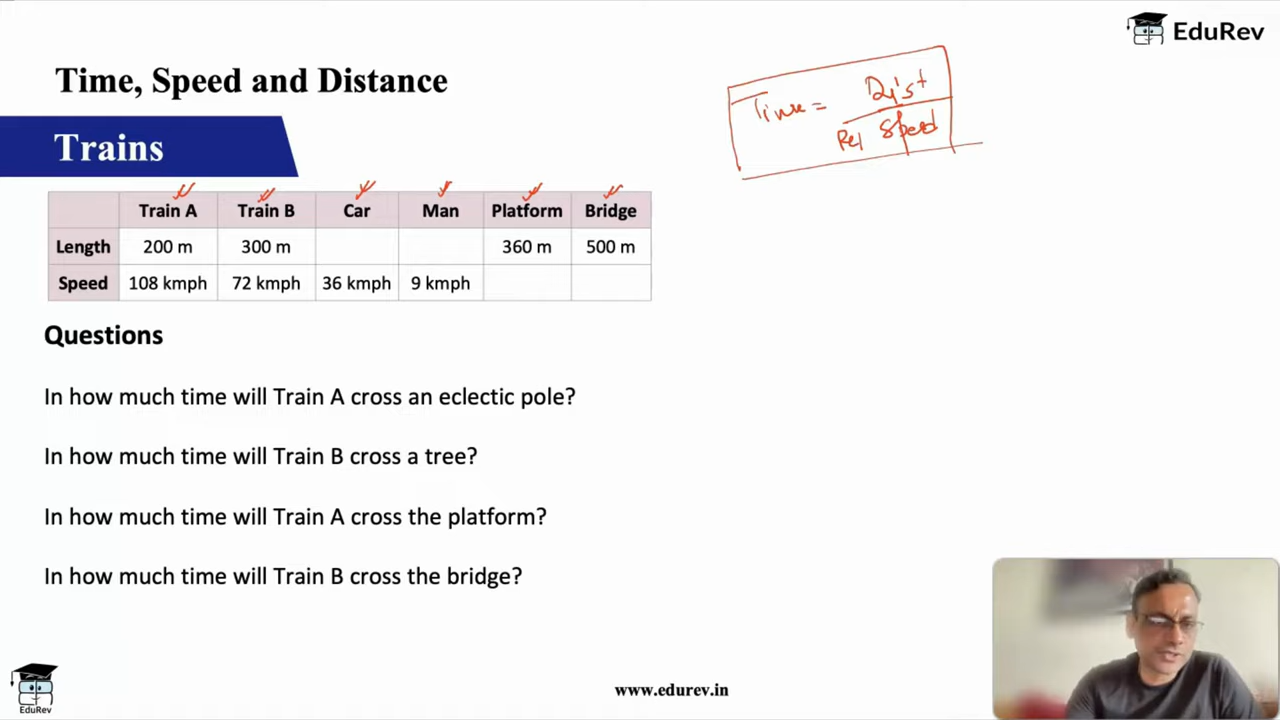 EduRev
Time, Speed and Distance
Time = Dist
Rel Speed
Trains
Train A Train B Car Man Platform Bridge
Length 200 m 300 m 360 m 500 m
Speed 108 kmph 72 kmph 36 kmph 9 kmph
Questions
In how much time will Train A cross an eclectic pole?
In how much time will Train B cross a tree?
In how much time will Train A cross the platform?
In how much time will Train B cross the bridge?
EduRev
www.edurev.in